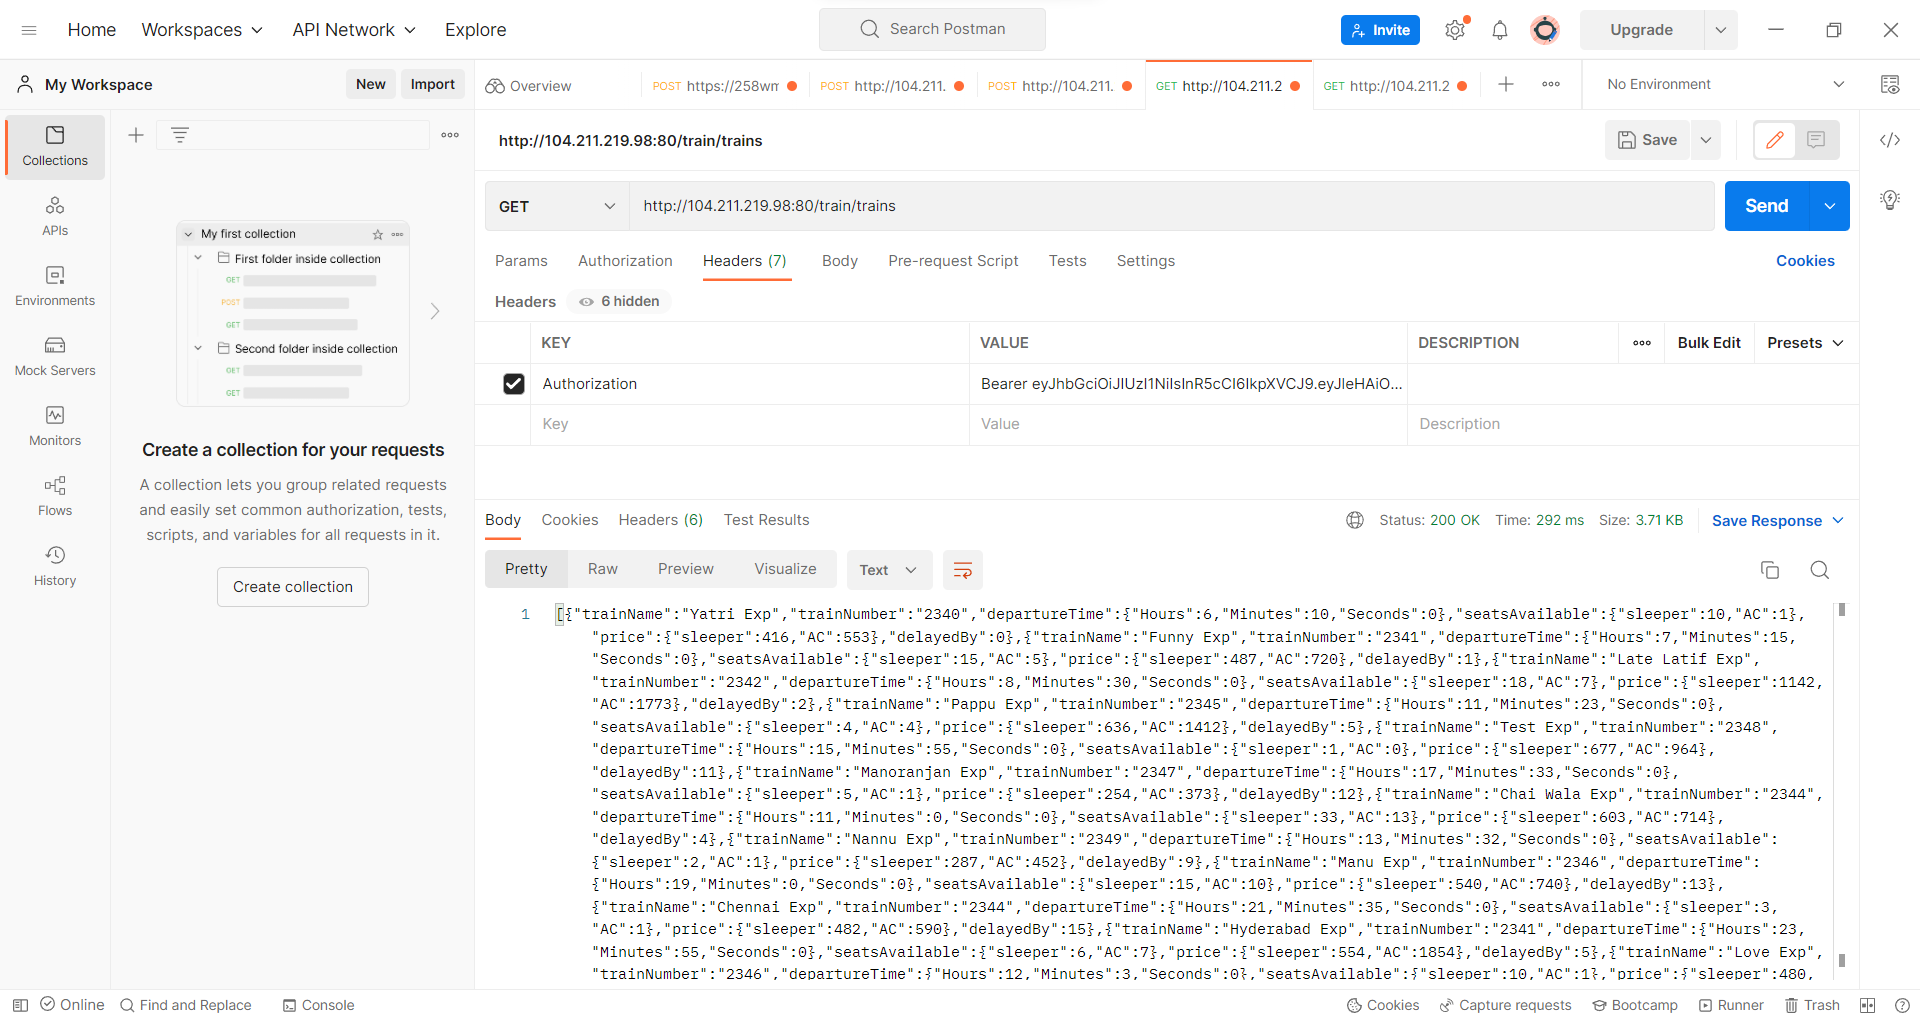 Home
Workspaces
API Network
Explore
Search Postman
Invite
Upgrade
My Workspace
New
Import
Overview
POST https://258wm
POST http://104.211.
POST http://104.211.
GET http://104.211.2
GET http://104.211.2
No Environment
Collections
APIs
Environments
Mock Servers
Monitors
Flows
History
My first collection
First folder inside collection
GET
POST
GET
Second folder inside collection
GET
GET
Create a collection for your requests
A collection lets you group related requests
and easily set common authorization, tests,
scripts, and variables for all requests in it.
Create collection
http://104.211.219.98:80/train/trains
Save
GET
http://104.211.219.98:80/train/trains
Send
Params
Authorization
Headers (7)
Body
Pre-request Script
Tests
Settings
Cookies
Headers
6 hidden
KEY
VALUE
DESCRIPTION
Bulk Edit
Presets
Authorization
Bearer eyJhbGciOiJIUzI1NiIsInR5cCI6IkpXVCJ9.eyJleHAiO...
Key
Value
Description
Body
Cookies
Headers (6)
Test Results
Status: 200 OK
Time: 292 ms
Size: 3.71 KB
Save Response
Pretty
Raw
Preview
Visualize
Text
1
[{"trainName":"Yatri Exp","trainNumber":"2340","departureTime":{"Hours":6,"Minutes":10,"Seconds":0},"seatsAvailable":{"sleeper":10,"AC":1},
"price":{"sleeper":416,"AC":553},"delayedBy":0},{"trainName":"Funny Exp","trainNumber":"2341","departureTime":{"Hours":7,"Minutes":15,
"Seconds":0},"seatsAvailable":{"sleeper":15,"AC":5},"price":{"sleeper":487,"AC":720},"delayedBy":1},{"trainName":"Late Latif Exp",
"trainNumber":"2342","departureTime":{"Hours":8,"Minutes":30,"Seconds":0},"seatsAvailable":{"sleeper":18,"AC":7},"price":{"sleeper":1142,
"AC":1773},"delayedBy":2},{"trainName":"Pappu Exp","trainNumber":"2345","departureTime":{"Hours":11,"Minutes":23,"Seconds":0},
"seatsAvailable":{"sleeper":4,"AC":4},"price":{"sleeper":636,"AC":1412},"delayedBy":5},{"trainName":"Test Exp","trainNumber":"2348",
"departureTime":{"Hours":15,"Minutes":55,"Seconds":0},"seatsAvailable":{"sleeper":1,"AC":0},"price":{"sleeper":677,"AC":964},
"delayedBy":11},{"trainName":"Manoranjan Exp","trainNumber":"2347","departureTime":{"Hours":17,"Minutes":33,"Seconds":0},
"seatsAvailable":{"sleeper":5,"AC":1},"price":{"sleeper":254,"AC":373},"delayedBy":12},{"trainName":"Chai Wala Exp","trainNumber":"2344",
"departureTime":{"Hours":11,"Minutes":0,"Seconds":0},"seatsAvailable":{"sleeper":33,"AC":13},"price":{"sleeper":603,"AC":714},
"delayedBy":4},{"trainName":"Nannu Exp","trainNumber":"2349","departureTime":{"Hours":13,"Minutes":32,"Seconds":0},"seatsAvailable":
{"sleeper":2,"AC":1},"price":{"sleeper":287,"AC":452},"delayedBy":9},{"trainName":"Manu Exp","trainNumber":"2346","departureTime":
{"Hours":19,"Minutes":0,"Seconds":0},"seatsAvailable":{"sleeper":15,"AC":10},"price":{"sleeper":540,"AC":740},"delayedBy":13},
{"trainName":"Chennai Exp","trainNumber":"2344","departureTime":{"Hours":21,"Minutes":35,"Seconds":0},"seatsAvailable":{"sleeper":3,
"AC":1},"price":{"sleeper":482,"AC":590},"delayedBy":15},{"trainName":"Hyderabad Exp","trainNumber":"2341","departureTime":{"Hours":23,
"Minutes":55,"Seconds":0},"seatsAvailable":{"sleeper":6,"AC":7},"price":{"sleeper":554,"AC":1854},"delayedBy":5},{"trainName":"Love Exp",
"trainNumber":"2346","departureTime":{"Hours":12,"Minutes":3,"Seconds":0},"seatsAvailable":{"sleeper":10,"AC":1},"price":{"sleeper":480,
Online
Find and Replace
Console
Cookies
Capture requests
Bootcamp
Runner
Trash